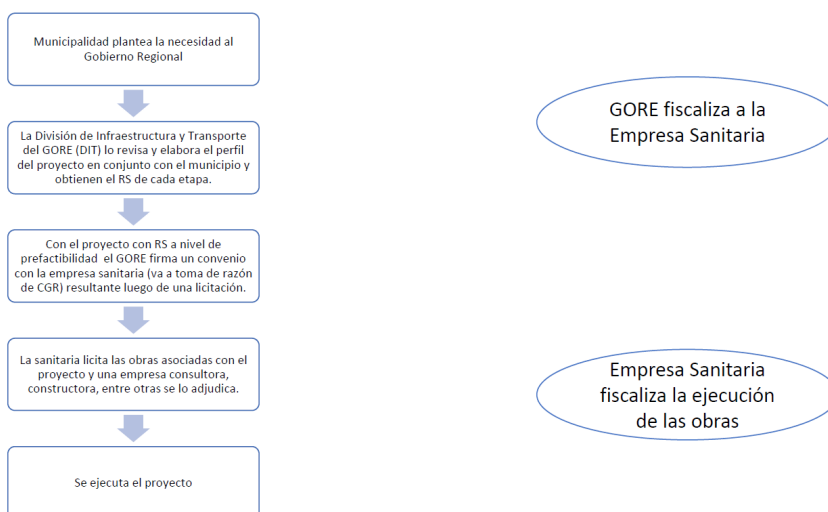 Municipalidad plantea la necesidad al
Gobierno Regional
La División de Infraestructura y Transporte
del GORE (DIT) lo revisa y elabora el perfil
del proyecto en conjunto con el municipio y
obtienen el RS de cada etapa.
Con el proyecto con RS a nivel de
prefactibilidad el GORE firma un convenio
con la empresa sanitaria (va a toma de razón
de CGR) resultante luego de una licitación.
La sanitaria licita las obras asociadas con el
proyecto y una empresa consultora,
constructora, entre otras se lo adjudica.
Se ejecuta el proyecto
GORE fiscaliza a la
Empresa Sanitaria
Empresa Sanitaria
fiscaliza la ejecución
de las obras